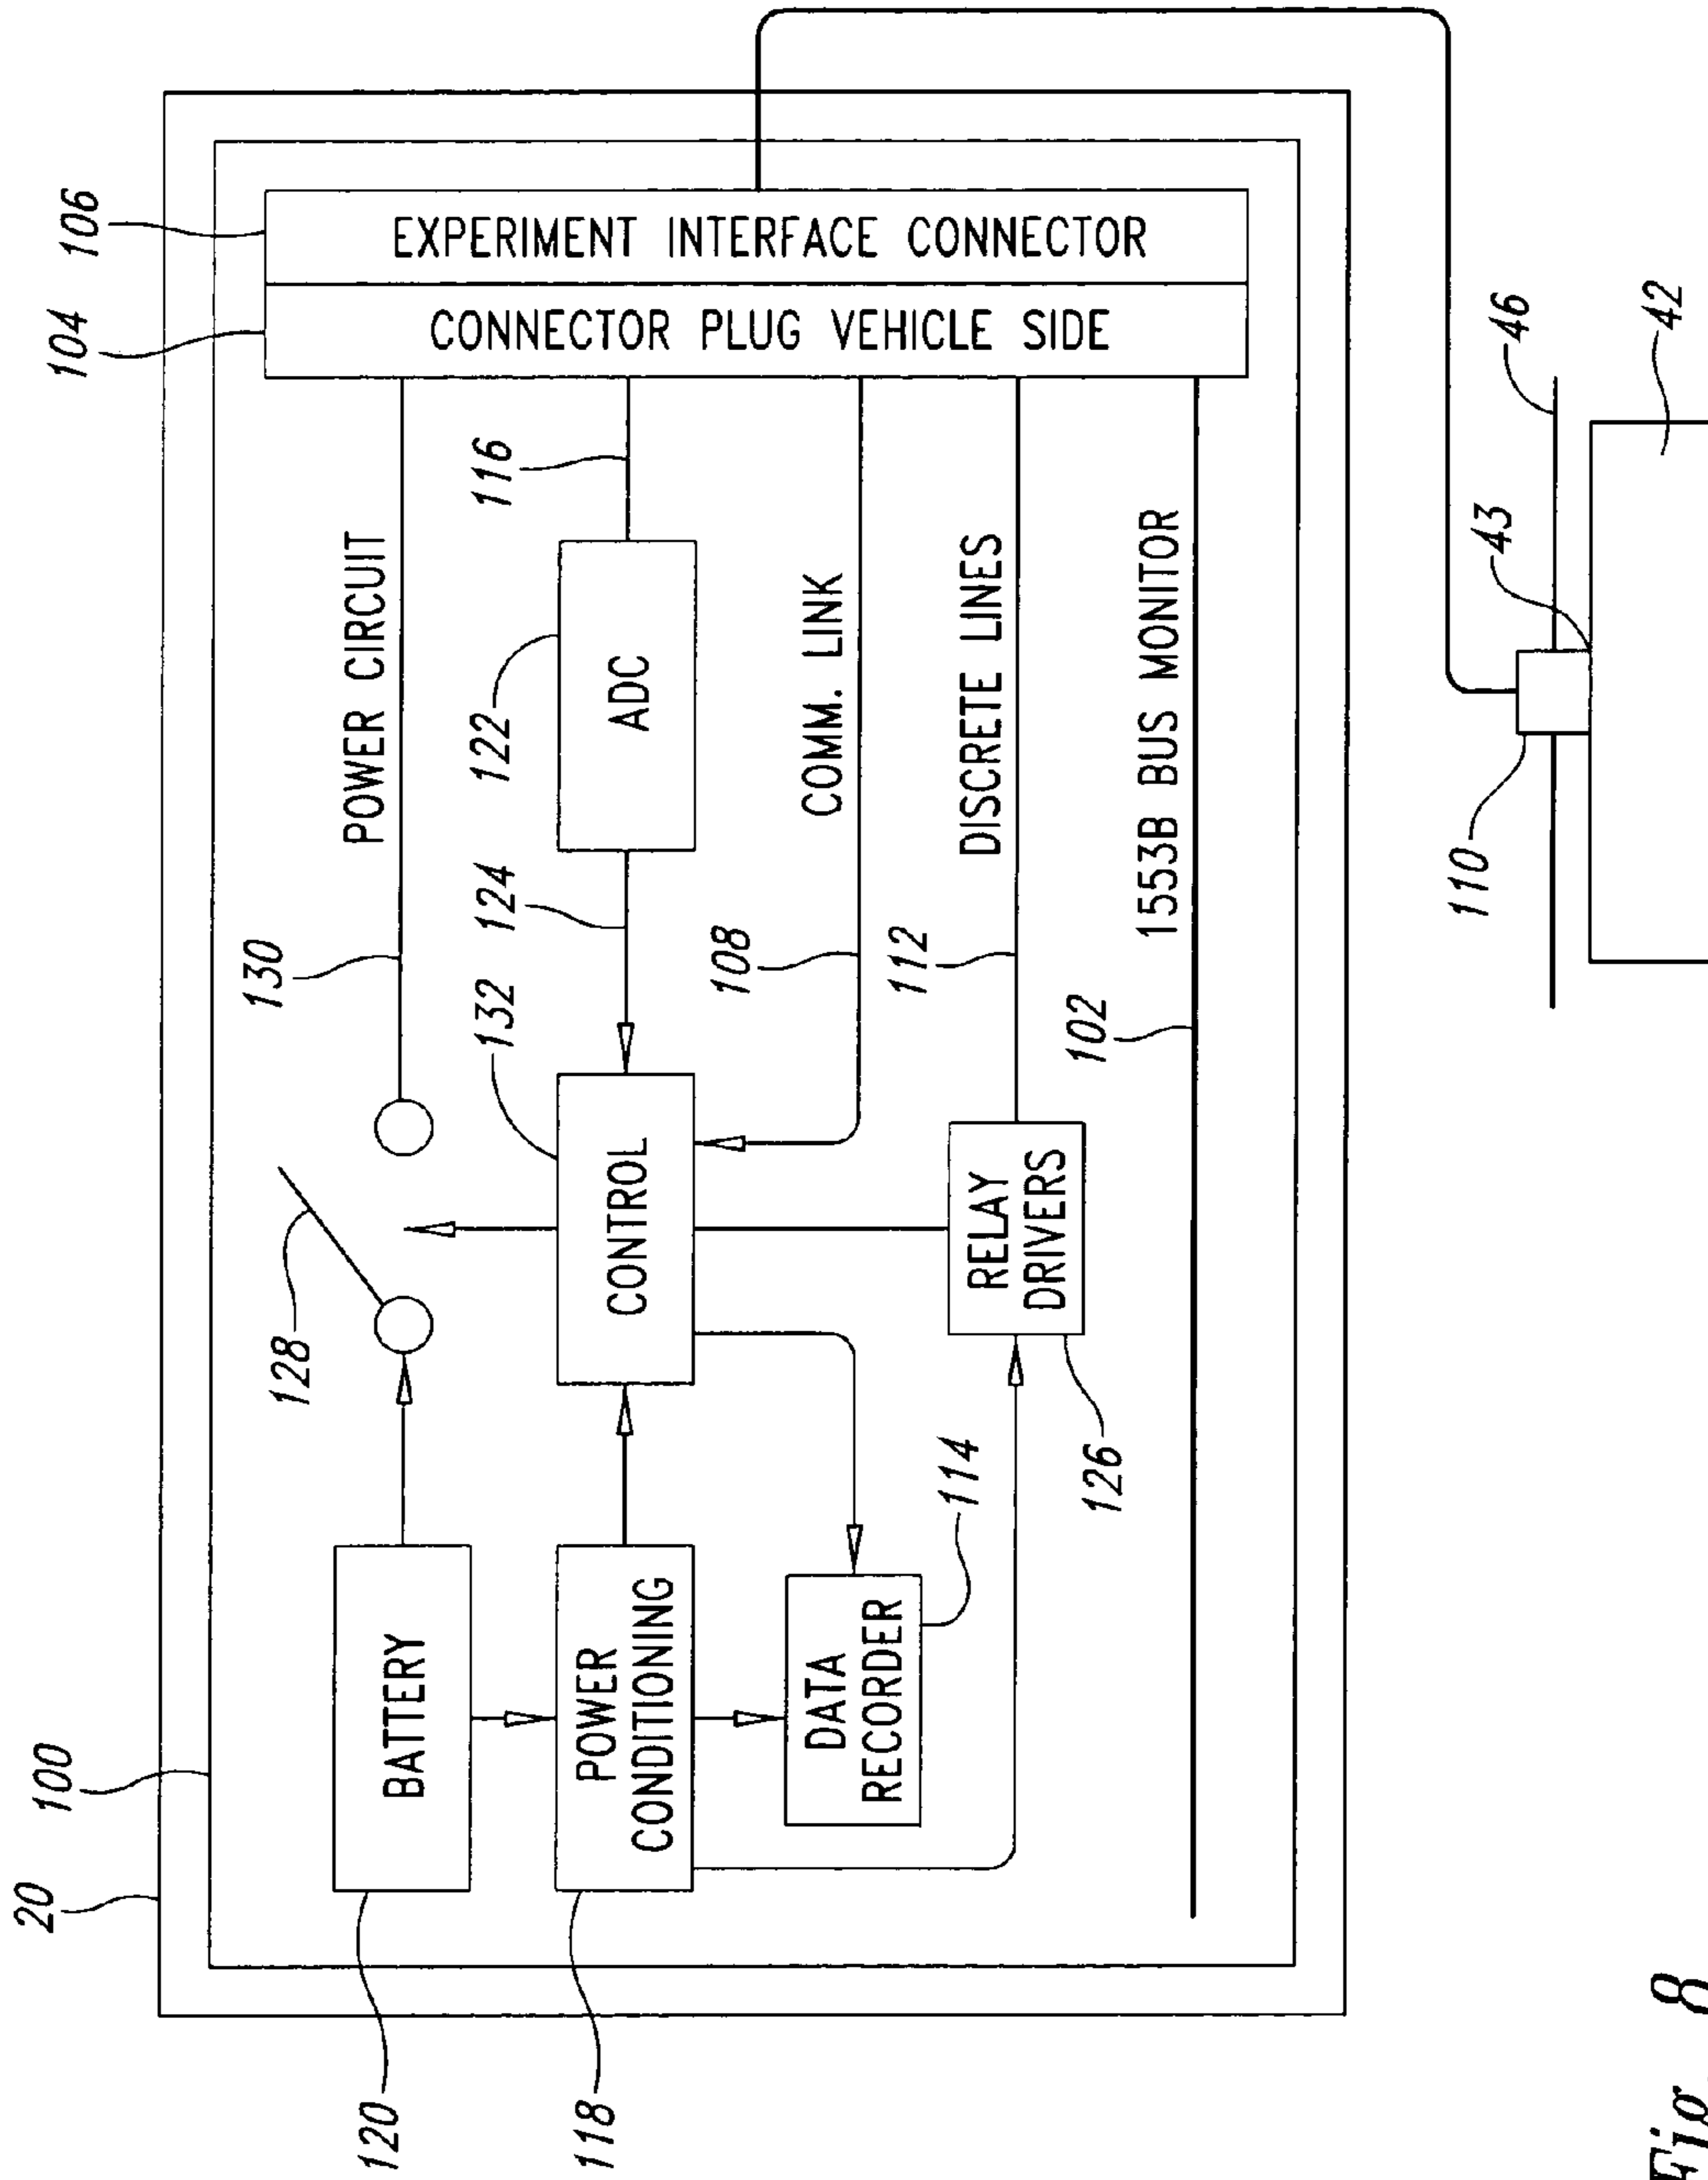 20
100
104
106
EXPERIMENT INTERFACE CONNECTOR
CONNECTOR PLUG VEHICLE SIDE
128
130
POWER CIRCUIT
120
BATTERY
132
124
122
116
118
POWER
CONDITIONING
CONTROL
ADC
108
COMM. LINK
DATA
RECORDER
114
112
DISCRETE LINES
RELAY
DRIVERS
126
102
1553B BUS MONITOR
110
43
46
42
Fig. 8